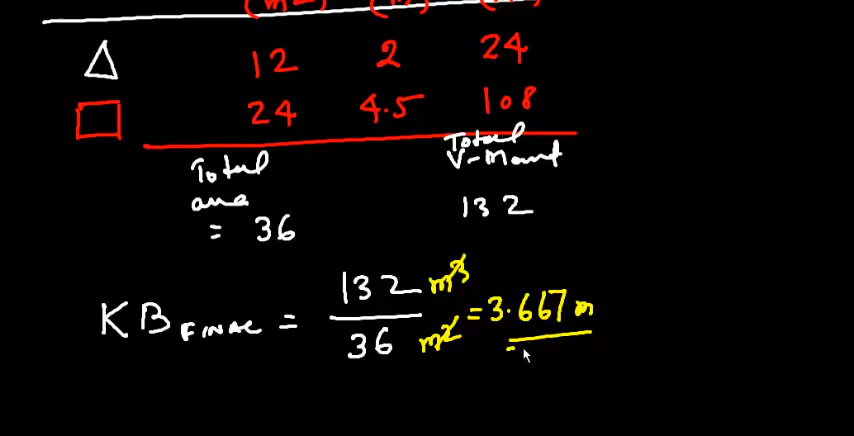 (m2) (m)
△ 12 2 24
□ 24 4.5 108
Total Total
area V-Moment
= 36 132
KB FINAL = 132 m3 / 36 m2 = 3.667 m